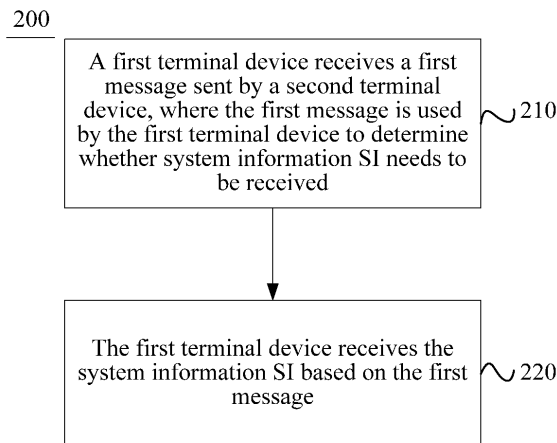 200
A first terminal device receives a first
message sent by a second terminal
device, where the first message is used
by the first terminal device to determine
whether system information SI needs to
be received
210
The first terminal device receives the
system information SI based on the first
message
220